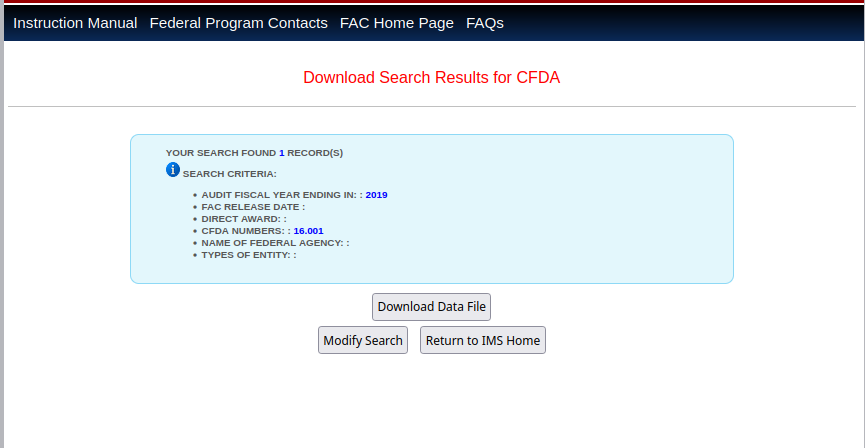 Instruction Manual Federal Program Contacts FAC Home Page FAQs
Download Search Results for CFDA
YOUR SEARCH FOUND 1 RECORD(S)
i SEARCH CRITERIA:
• AUDIT FISCAL YEAR ENDING IN: : 2019
• FAC RELEASE DATE :
• DIRECT AWARD: :
• CFDA NUMBERS: : 16.001
• NAME OF FEDERAL AGENCY: :
• TYPES OF ENTITY: :
Download Data File
Modify Search Return to IMS Home